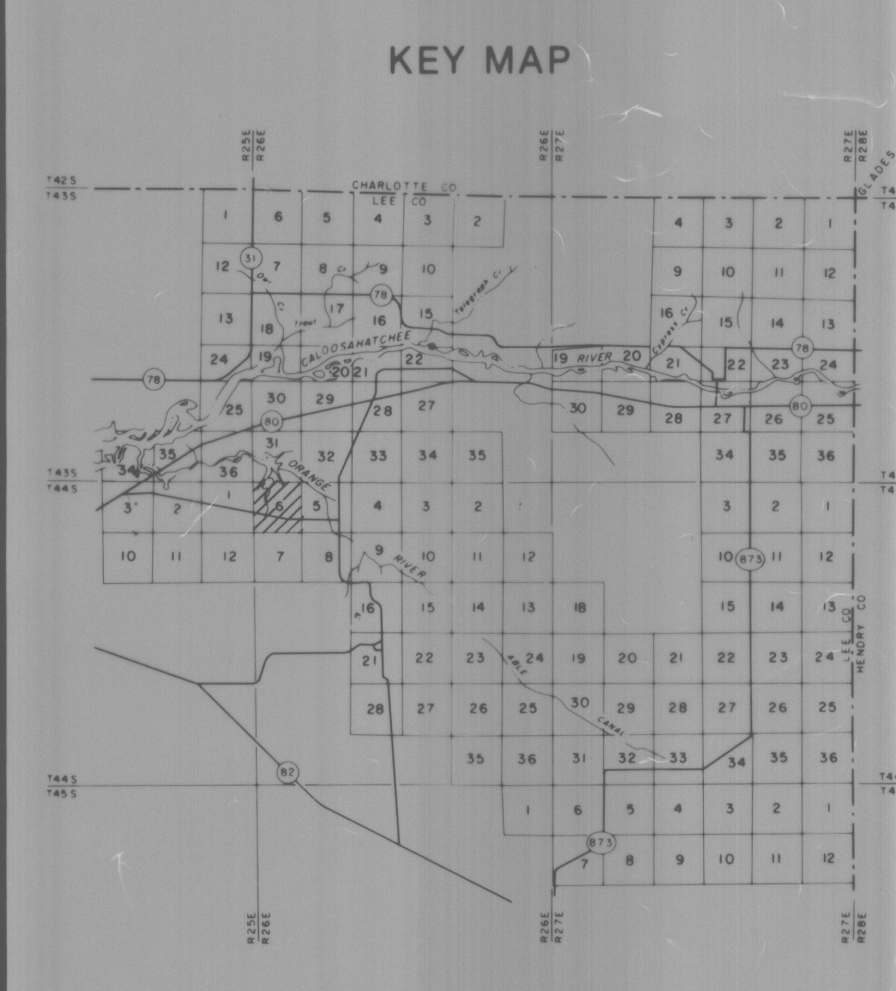 KEY MAP
R25E R26E
R26E R27E
R27E R28E
GLADES
T42S
T43S
CHARLOTTE CO
LEE CO
1 6 5 4 3 2 4 3 2 1
31
12 7 8 Cr 9 10 9 10 11 12
Owl Cr
78
Telegraph Cr
13 18 17 16 15 16 15 14 13
Trout
Cypress Cr
CALOOSAHATCHEE RIVER
78
24 19 20 21 22 19 20 21 22 23 24
78
25 30 29 28 27 30 29 28 27 26 25
80
80
31
34 35 36 32 33 34 35 34 35 36
ORANGE
T43S
T44S
3 2 1 6 5 4 3 2 3 2 1
10 11 12 7 8 9 10 11 12 10 873 11 12
RIVER
16 15 14 13 18 15 14 13
LEE CO
HENDRY CO
21 22 23 24 19 20 21 22 23 24
ABLE
28 27 26 25 30 29 28 27 26 25
CANAL
35 36 31 32 33 34 35 36
82
T44S
T45S
1 6 5 4 3 2 1
873
7 8 9 10 11 12
R25E R26E
R26E R27E
R27E R28E